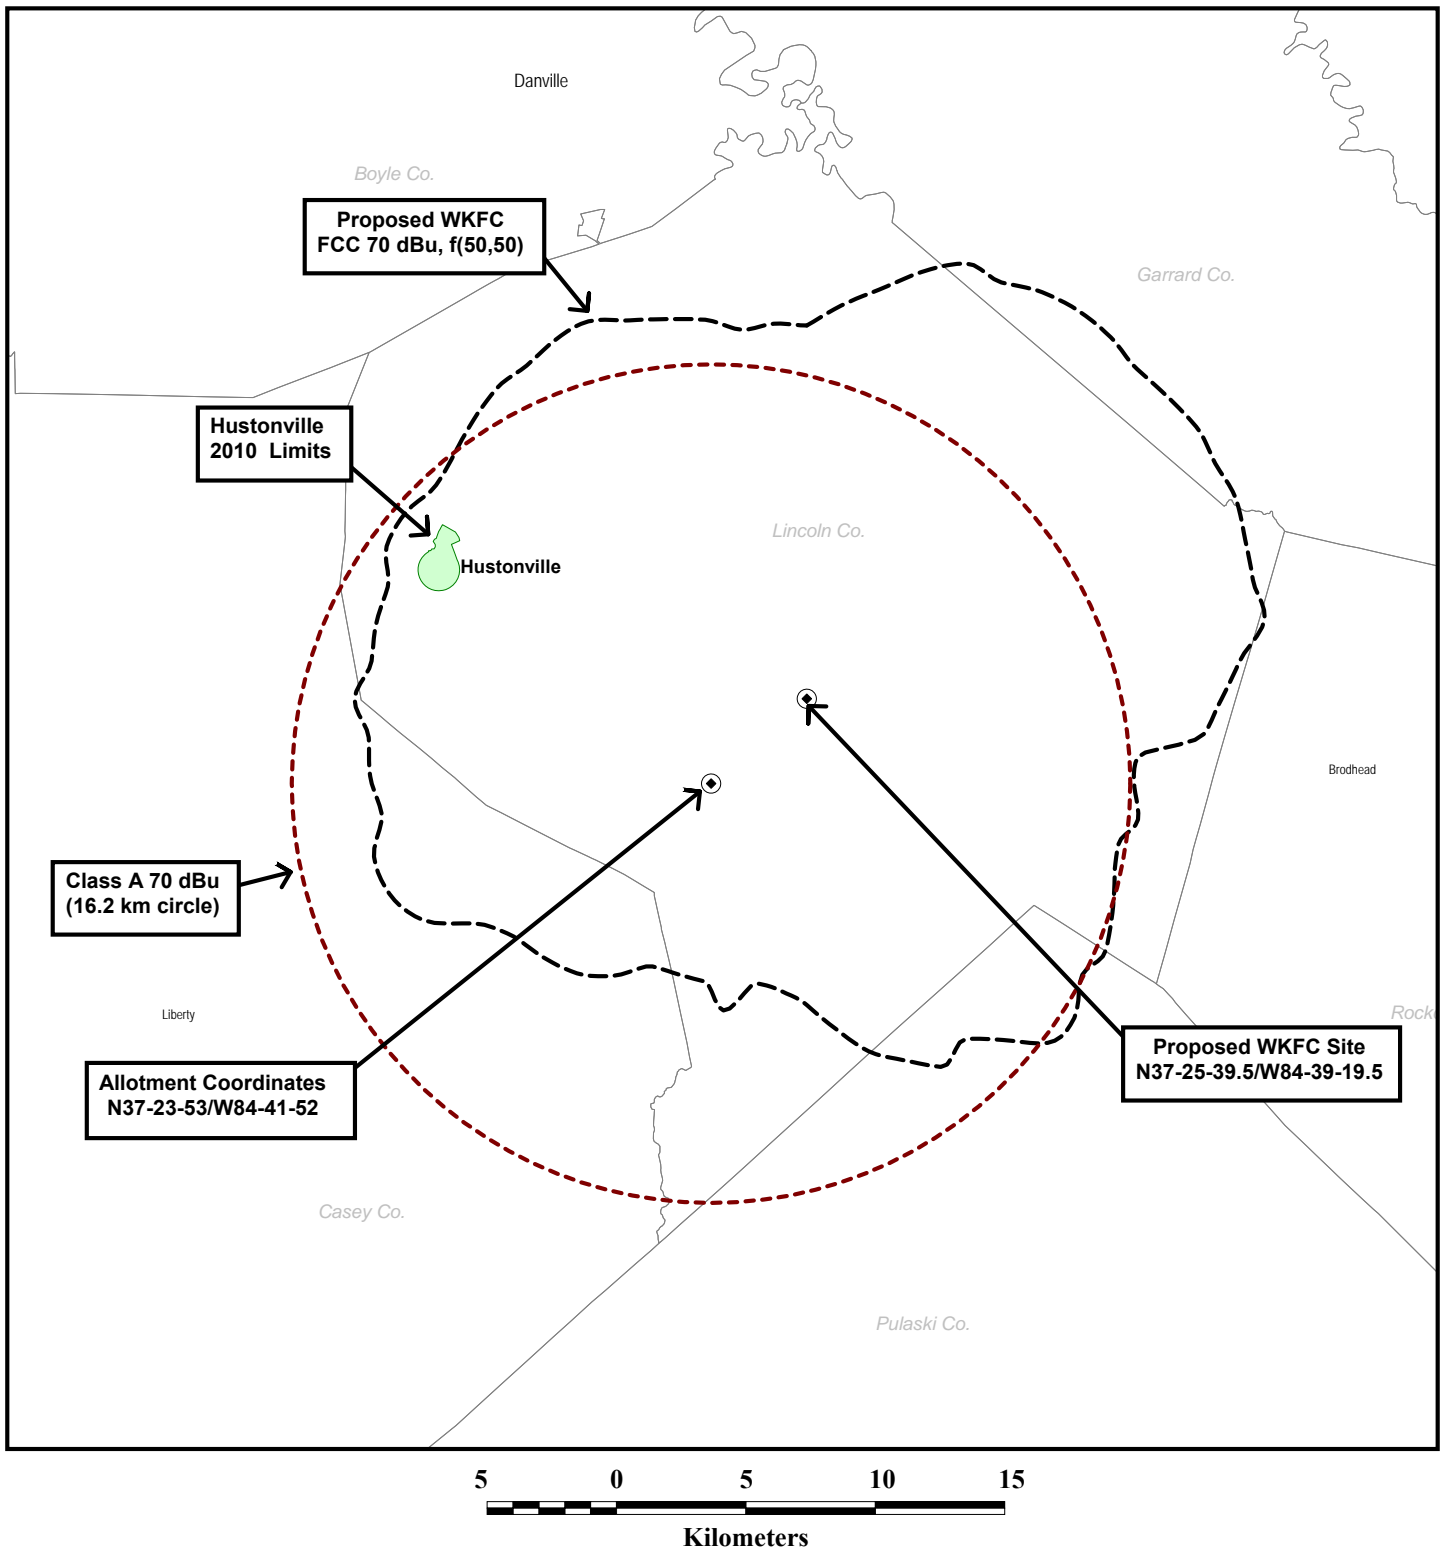 Danville
Boyle Co.
Proposed WKFC
FCC 70 dBu, f(50,50)
Garrard Co.
Hustonville
2010 Limits
Lincoln Co.
Hustonville
Brodhead
Class A 70 dBu
(16.2 km circle)
Liberty
Rock
Proposed WKFC Site
N37-25-39.5/W84-39-19.5
Allotment Coordinates
N37-23-53/W84-41-52
Casey Co.
Pulaski Co.
5 0 5 10 15
Kilometers